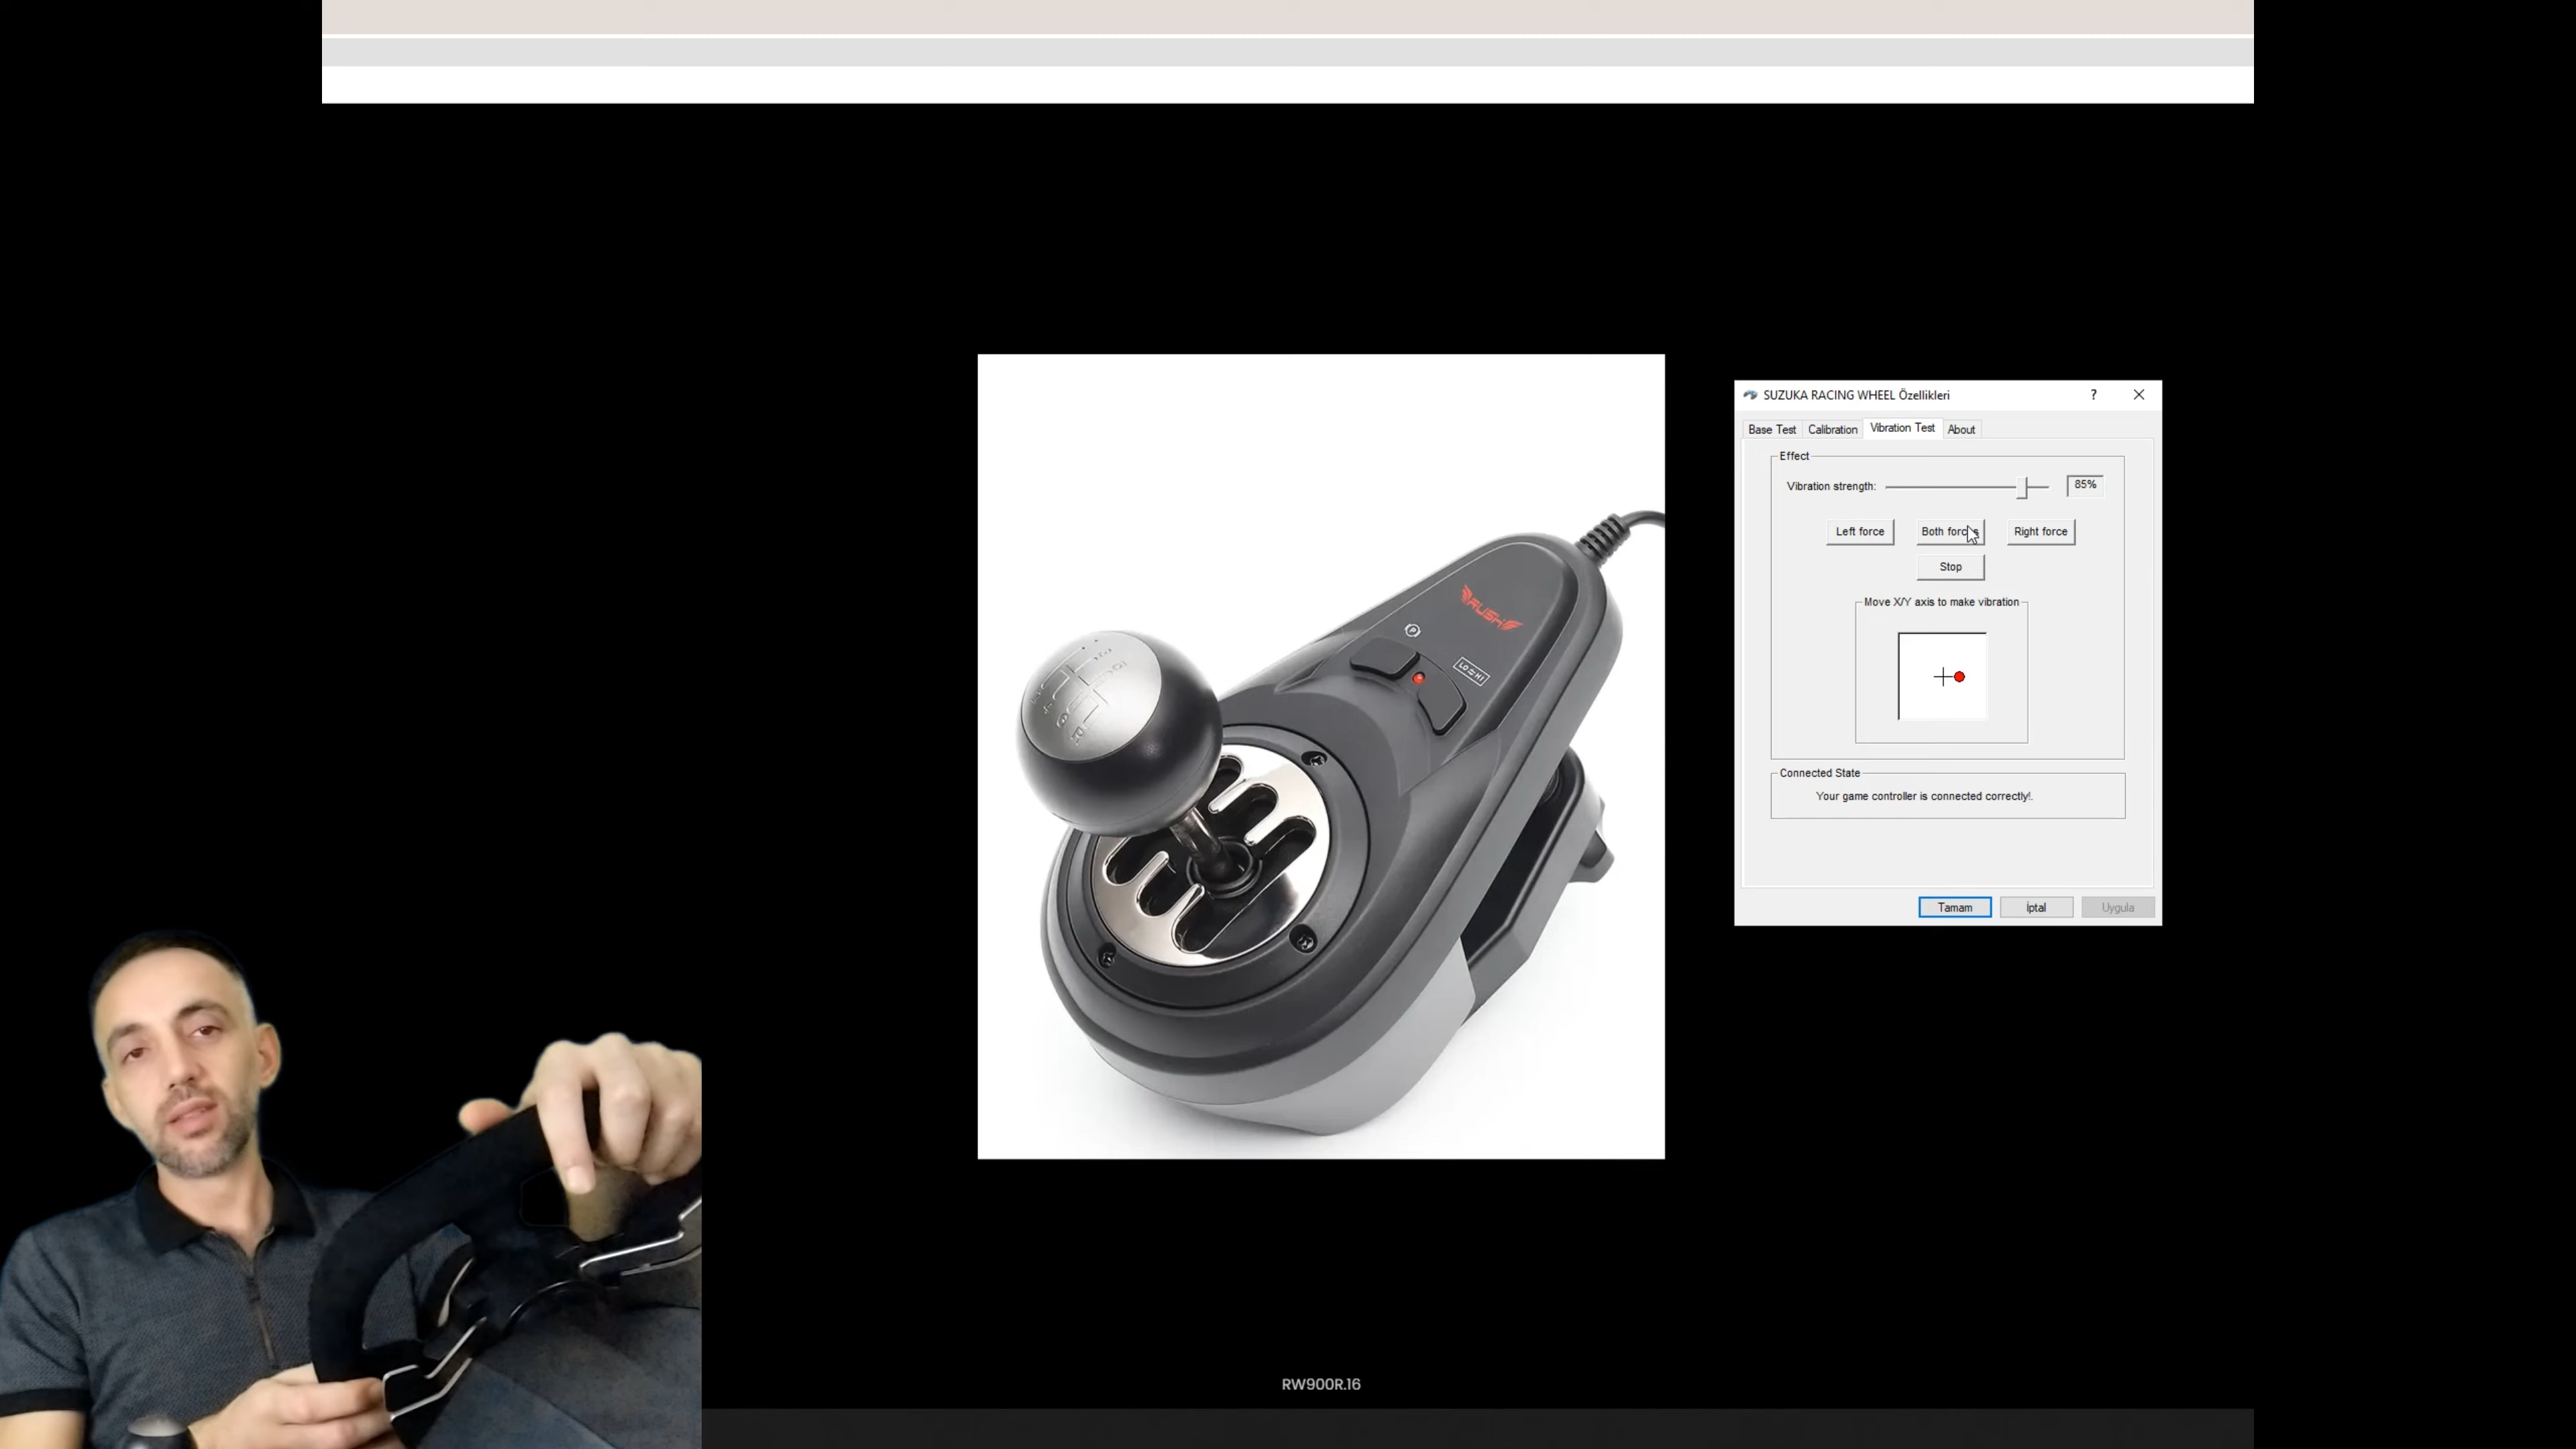 SUZUKA RACING WHEEL Özellikleri
Base Test Calibration Vibration Test About
Effect
Vibration strength: 85%
Left force Both forces Right force
Stop
Move X/Y axis to make vibration
Connected State
Your game controller is connected correctly!.
Tamam İptal Uygula
RUSH
P
LO HI
RW900R.16